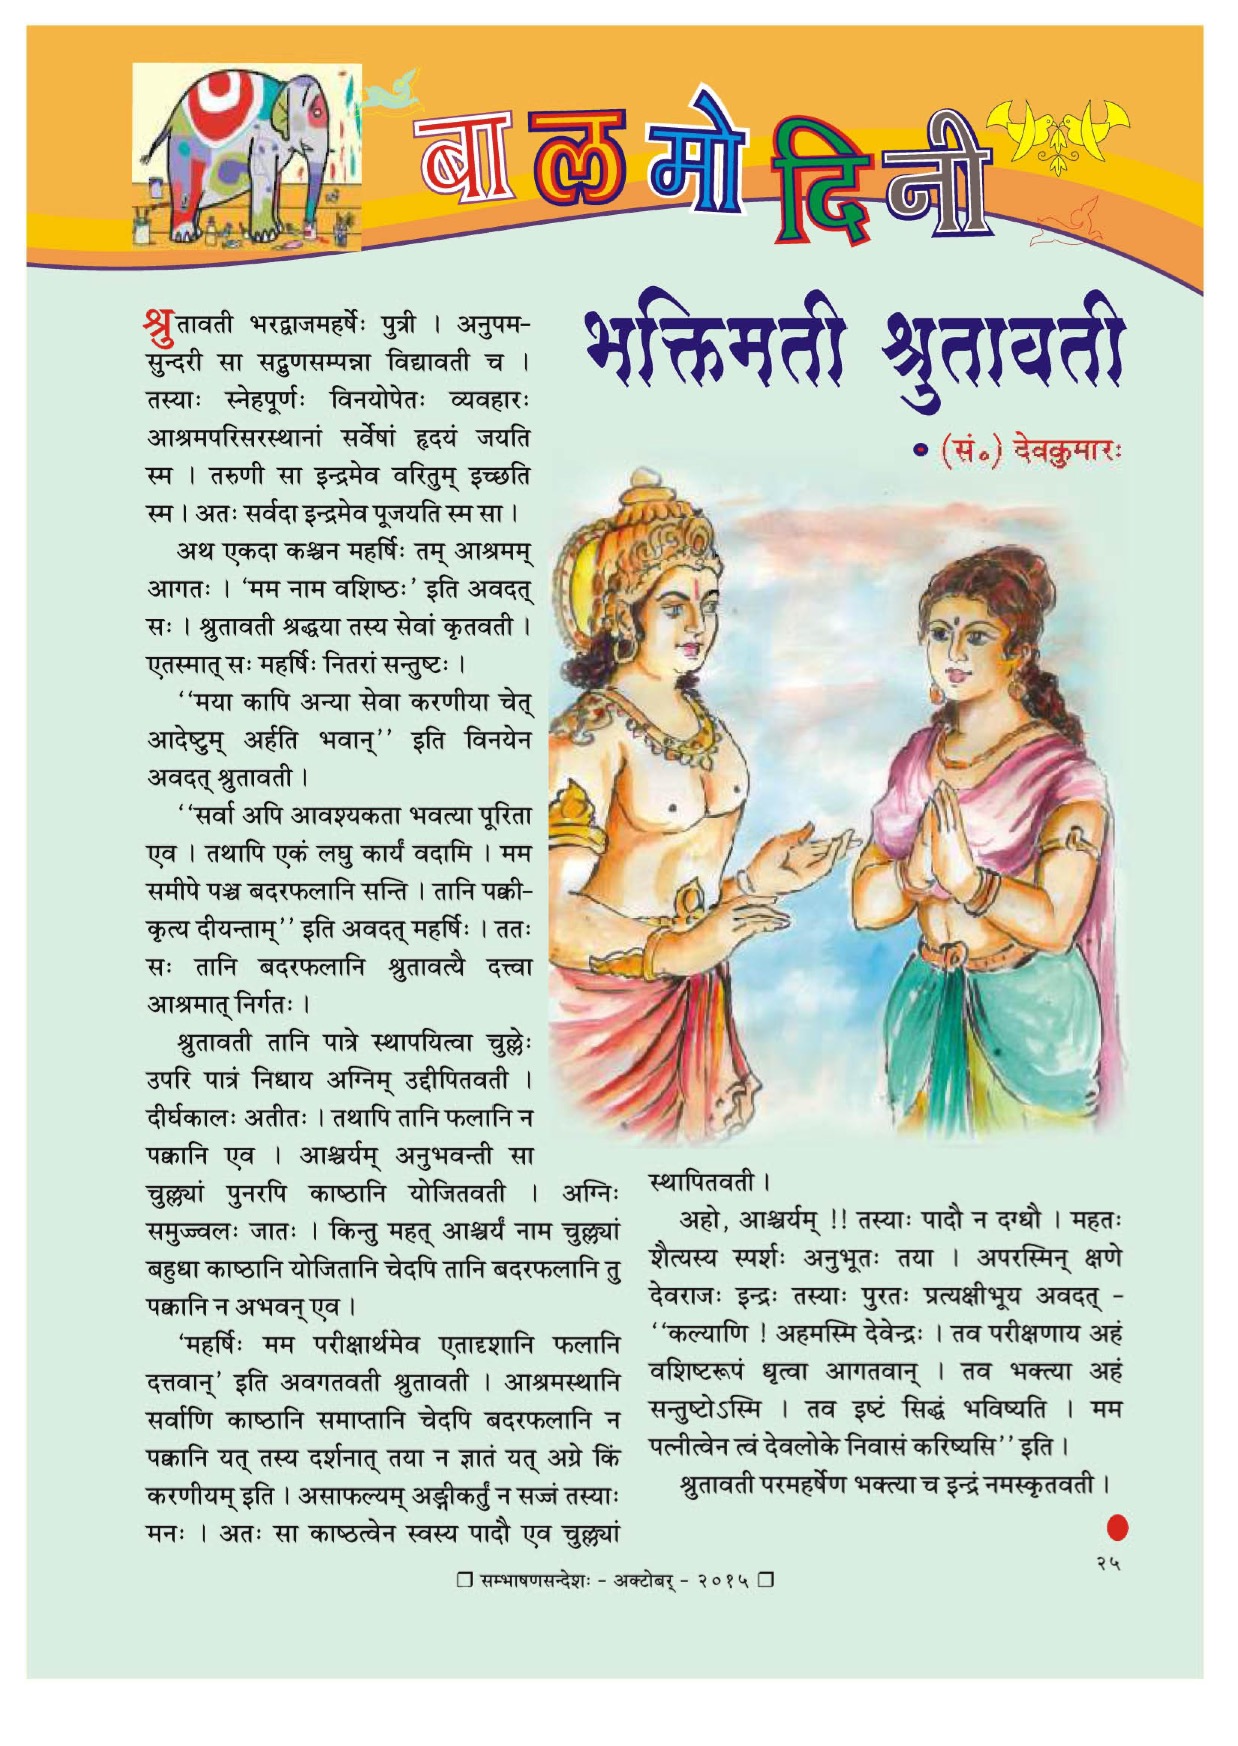 बालमोदिनी
भक्तिमती श्रुतावती
• (सं॰) देवकुमारः
श्रुतावती भरद्वाजमहर्षेः पुत्री । अनुपम-
सुन्दरी सा सद्गुणसम्पन्ना विद्यावती च ।
तस्याः स्नेहपूर्णः विनयोपेतः व्यवहारः
आश्रमपरिसरस्थानां सर्वेषां हृदयं जयति
स्म । तरुणी सा इन्द्रमेव वरितुम् इच्छति
स्म । अतः सर्वदा इन्द्रमेव पूजयति स्म सा ।
अथ एकदा कश्चन महर्षिः तम् आश्रमम्
आगतः । ‘मम नाम वशिष्ठः’ इति अवदत्
सः । श्रुतावती श्रद्धया तस्य सेवां कृतवती ।
एतस्मात् सः महर्षिः नितरां सन्तुष्टः ।
‘‘मया कापि अन्या सेवा करणीया चेत्
आदेष्टुम् अर्हति भवान्’’ इति विनयेन
अवदत् श्रुतावती ।
‘‘सर्वा अपि आवश्यकता भवत्या पूरिता
एव । तथापि एकं लघु कार्यं वदामि । मम
समीपे पञ्च बदरफलानि सन्ति । तानि पक्वी-
कृत्य दीयन्ताम्’’ इति अवदत् महर्षिः । ततः
सः तानि बदरफलानि श्रुतावत्यै दत्त्वा
आश्रमात् निर्गतः ।
श्रुतावती तानि पात्रे स्थापयित्वा चुल्लेः
उपरि पात्रं निधाय अग्निम् उद्दीपितवती ।
दीर्घकालः अतीतः । तथापि तानि फलानि न
पक्वानि एव । आश्चर्यम् अनुभवन्ती सा
चुल्ल्यां पुनरपि काष्ठानि योजितवती । अग्निः
समुज्ज्वलः जातः । किन्तु महत् आश्चर्यं नाम चुल्ल्यां
बहुधा काष्ठानि योजितानि चेदपि तानि बदरफलानि तु
पक्वानि न अभवन् एव ।
‘महर्षिः मम परीक्षार्थमेव एतादृशानि फलानि
दत्तवान्’ इति अवगतवती श्रुतावती । आश्रमस्थानि
सर्वाणि काष्ठानि समाप्तानि चेदपि बदरफलानि न
पक्वानि यत् तस्य दर्शनात् तया न ज्ञातं यत् अग्रे किं
करणीयम् इति । असाफल्यम् अङ्गीकर्तुं न सज्जं तस्याः
मनः । अतः सा काष्ठत्वेन स्वस्य पादौ एव चुल्ल्यां
स्थापितवती ।
अहो, आश्चर्यम् !! तस्याः पादौ न दग्धौ । महतः
शैत्यस्य स्पर्शः अनुभूतः तया । अपरस्मिन् क्षणे
देवराजः इन्द्रः तस्याः पुरतः प्रत्यक्षीभूय अवदत् -
‘‘कल्याणि ! अहमस्मि देवेन्द्रः । तव परीक्षणाय अहं
वशिष्टरूपं धृत्वा आगतवान् । तव भक्त्या अहं
सन्तुष्टोऽस्मि । तव इष्टं सिद्धं भविष्यति । मम
पत्नीत्वेन त्वं देवलोके निवासं करिष्यसि’’ इति ।
श्रुतावती परमहर्षेण भक्त्या च इन्द्रं नमस्कृतवती ।
२५
❐ सम्भाषणसन्देशः - अक्टोबर् - २०१५ ❐